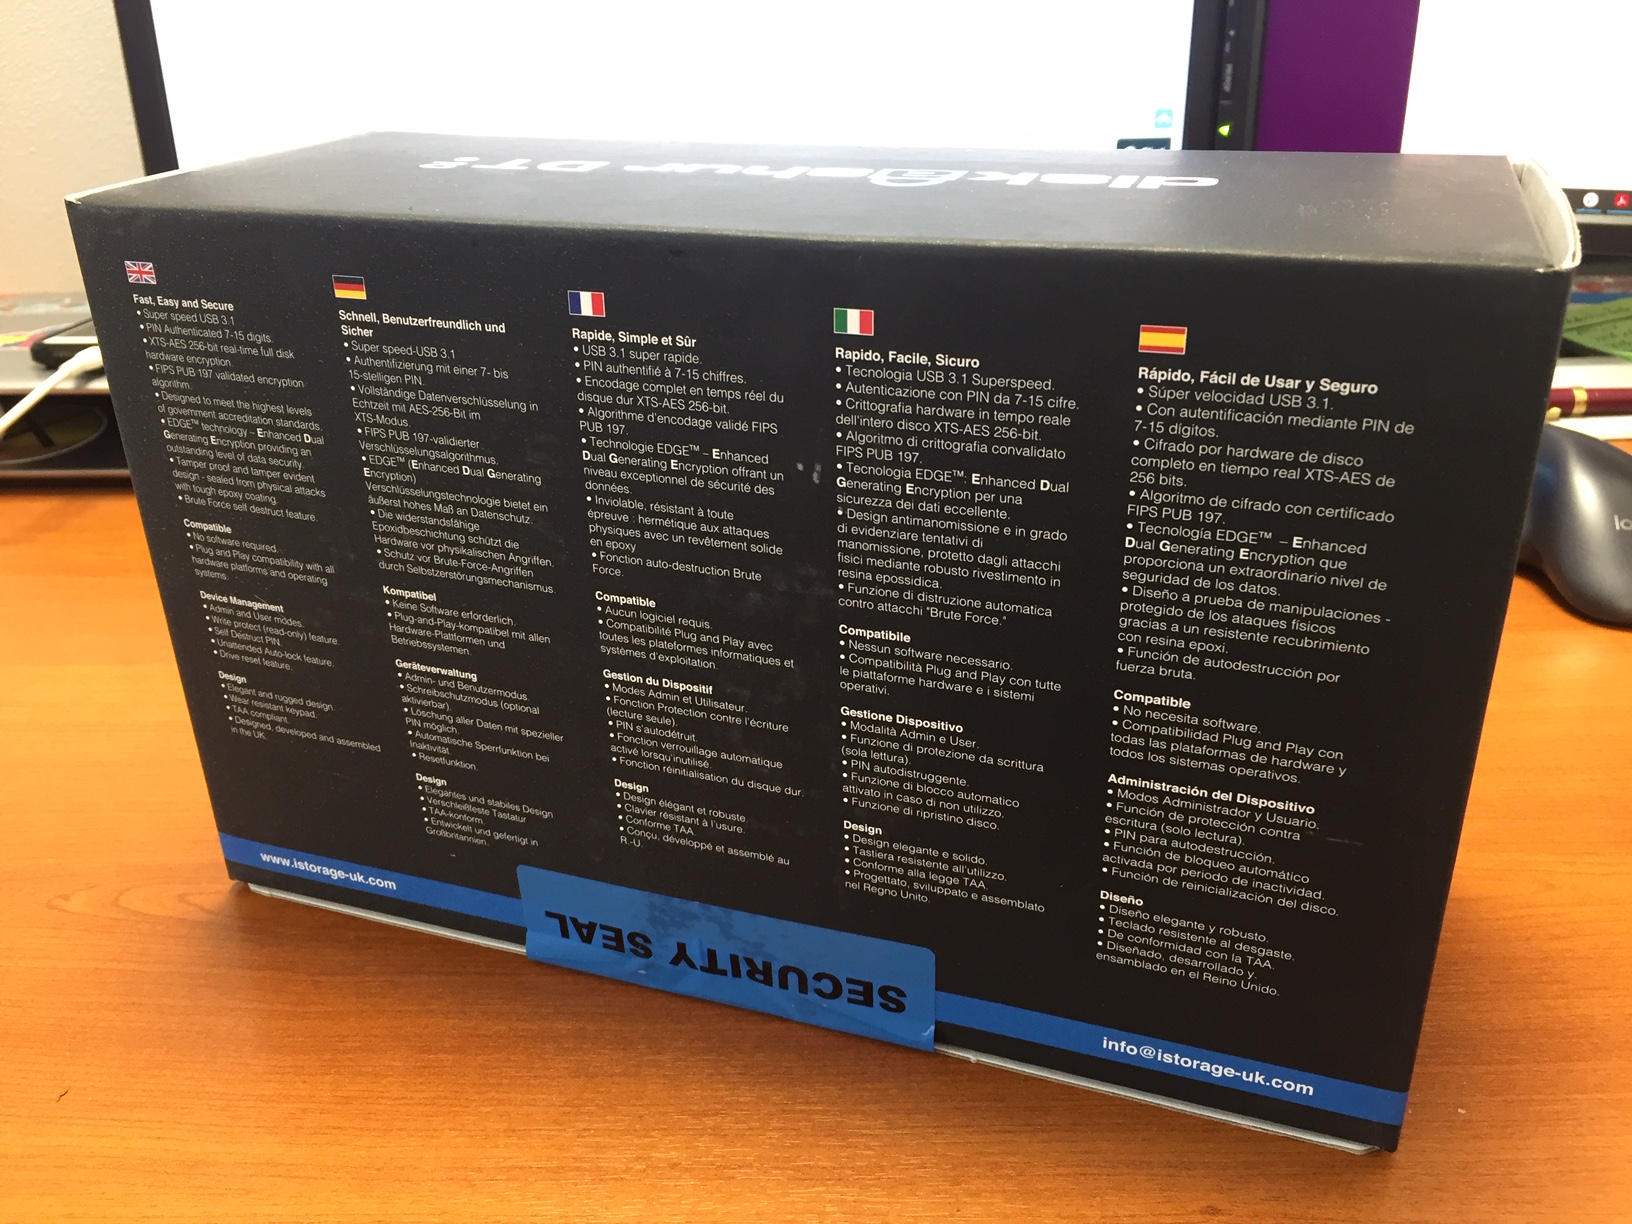 diskAshur DT²
Fast, Easy and Secure
• Super speed USB 3.1
• PIN Authenticated 7-15 digits.
• XTS-AES 256-bit real-time full disk
hardware encryption.
• FIPS PUB 197 validated encryption
algorithm.
• Designed to meet the highest levels
of government accreditation standards.
• EDGE™ technology – Enhanced Dual
Generating Encryption providing an
outstanding level of data security.
• Tamper proof and tamper evident
design - sealed from physical attacks
with tough epoxy coating.
• Brute Force self destruct feature.
Compatible
• No software required.
• Plug and Play compatibility with all
hardware platforms and operating
systems.
Device Management
• Admin and User modes.
• Write protect (read-only) feature.
• Self Destruct PIN.
• Unattended Auto-lock feature.
• Drive reset feature.
Design
• Elegant and rugged design.
• Wear resistant keypad.
• TAA compliant.
• Designed, developed and assembled
in the UK.
Schnell, Benutzerfreundlich und
Sicher
• Super speed-USB 3.1
• Authentifizierung mit einer 7- bis
15-stelligen PIN.
• Vollständige Datenverschlüsselung in
Echtzeit mit AES-256-Bit im
XTS-Modus.
• FIPS PUB 197-validierter
Verschlüsselungsalgorithmus.
• EDGE™ (Enhanced Dual Generating
Encryption)
Verschlüsselungstechnologie bietet ein
äußerst hohes Maß an Datenschutz.
• Die widerstandsfähige
Epoxidbeschichtung schützt die
Hardware vor physikalischen Angriffen.
• Schutz vor Brute-Force-Angriffen
durch Selbstzerstörungsmechanismus.
Kompatibel
• Keine Software erforderlich.
• Plug-and-Play-kompatibel mit allen
Hardware-Plattformen und
Betriebssystemen.
Geräteverwaltung
• Admin- und Benutzermodus.
• Schreibschutzmodus (optional
aktivierbar).
• Löschung aller Daten mit spezieller
PIN möglich.
• Automatische Sperrfunktion bei
Inaktivität.
• Resetfunktion.
Design
• Elegantes und stabiles Design
• Verschleißfeste Tastatur
• TAA-konform.
• Entwickelt und gefertigt in
Großbritannien.
Rapide, Simple et Sûr
• USB 3.1 super rapide.
• PIN authentifié à 7-15 chiffres.
• Encodage complet en temps réel du
disque dur XTS-AES 256-bit.
• Algorithme d'encodage validé FIPS
PUB 197.
• Technologie EDGE™ – Enhanced
Dual Generating Encryption offrant un
niveau exceptionnel de sécurité des
données.
• Inviolable, résistant à toute
épreuve : hermétique aux attaques
physiques avec un revêtement solide
en epoxy
• Fonction auto-destruction Brute
Force.
Compatible
• Aucun logiciel requis.
• Compatibilité Plug and Play avec
toutes les plateformes informatiques et
systèmes d'exploitation.
Gestion du Dispositif
• Modes Admin et Utilisateur.
• Fonction Protection contre l'écriture
(lecture seule).
• PIN s'autodétruit.
• Fonction verrouillage automatique
activé lorsqu'inutilisé.
• Fonction réinitialisation du disque dur.
Design
• Design élégant et robuste.
• Clavier résistant à l'usure.
• Conforme TAA.
• Conçu, développé et assemblé au
R.-U.
Rapido, Facile, Sicuro
• Tecnologia USB 3.1 Superspeed.
• Autenticazione con PIN da 7-15 cifre.
• Crittografia hardware in tempo reale
dell'intero disco XTS-AES 256-bit.
• Algoritmo di crittografia convalidato
FIPS PUB 197.
• Tecnologia EDGE™: Enhanced Dual
Generating Encryption per una
sicurezza dei dati eccellente.
• Design antimanomissione e in grado
di evidenziare tentativi di
manomissione, protetto dagli attacchi
fisici mediante robusto rivestimento in
resina epossidica.
• Funzione di distruzione automatica
contro attacchi "Brute Force."
Compatibile
• Nessun software necessario.
• Compatibilità Plug and Play con tutte
le piattaforme hardware e i sistemi
operativi.
Gestione Dispositivo
• Modalità Admin e User.
• Funzione di protezione da scrittura
(sola lettura).
• PIN autodistruggente.
• Funzione di blocco automatico
attivato in caso di non utilizzo.
• Funzione di ripristino disco.
Design
• Design elegante e solido.
• Tastiera resistente all'utilizzo.
• Conforme alla legge TAA.
• Progettato, sviluppato e assemblato
nel Regno Unito.
Rápido, Fácil de Usar y Seguro
• Súper velocidad USB 3.1.
• Con autentificación mediante PIN de
7-15 dígitos.
• Cifrado por hardware de disco
completo en tiempo real XTS-AES de
256 bits.
• Algoritmo de cifrado con certificado
FIPS PUB 197.
• Tecnología EDGE™ – Enhanced
Dual Generating Encryption que
proporciona un extraordinario nivel de
seguridad de los datos.
• Diseño a prueba de manipulaciones -
protegido de los ataques físicos
gracias a un resistente recubrimiento
con resina epoxi.
• Función de autodestrucción por
fuerza bruta.
Compatible
• No necesita software.
• Compatibilidad Plug and Play con
todas las plataformas de hardware y
todos los sistemas operativos.
Administración del Dispositivo
• Modos Administrador y Usuario.
• Función de protección contra
escritura (solo lectura).
• PIN para autodestrucción.
• Función de bloqueo automático
activada por periodo de inactividad.
• Función de reinicialización del disco.
Diseño
• Diseño elegante y robusto.
• Teclado resistente al desgaste.
• De conformidad con la TAA.
• Diseñado, desarrollado y.
ensamblado en el Reino Unido.
www.istorage-uk.com
SECURITY SEAL
info@istorage-uk.com